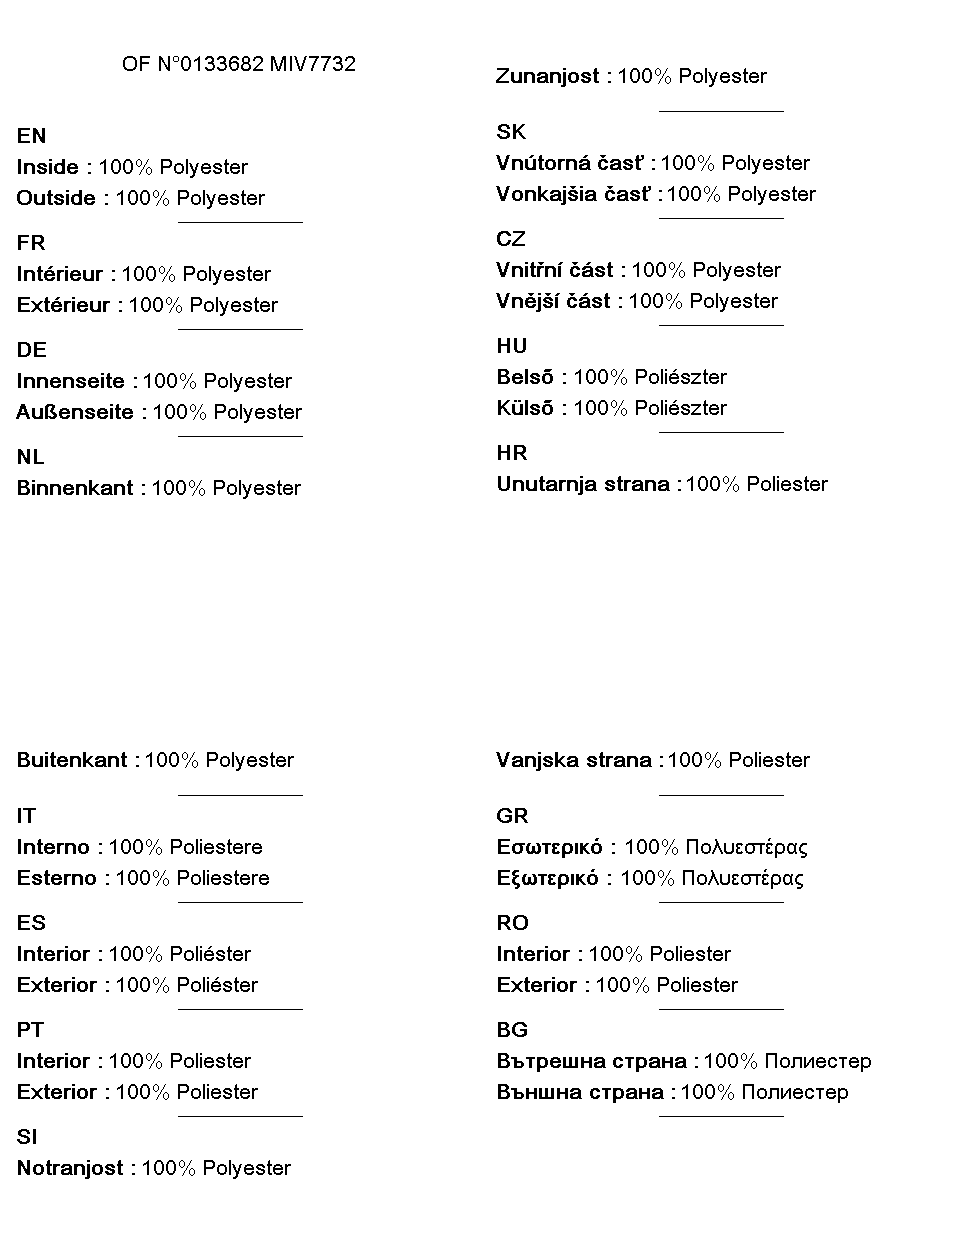 OF N°0133682 MIV7732
EN
Inside : 100% Polyester
Outside : 100% Polyester
FR
Intérieur : 100% Polyester
Extérieur : 100% Polyester
DE
Innenseite : 100% Polyester
Außenseite : 100% Polyester
NL
Binnenkant : 100% Polyester
Buitenkant : 100% Polyester
IT
Interno : 100% Poliestere
Esterno : 100% Poliestere
ES
Interior : 100% Poliéster
Exterior : 100% Poliéster
PT
Interior : 100% Poliester
Exterior : 100% Poliester
SI
Notranjost : 100% Polyester
Zunanjost : 100% Polyester
SK
Vnútorná časť : 100% Polyester
Vonkajšia časť : 100% Polyester
CZ
Vnitřní část : 100% Polyester
Vnější část : 100% Polyester
HU
Belső : 100% Poliészter
Külső : 100% Poliészter
HR
Unutarnja strana : 100% Poliester
Vanjska strana : 100% Poliester
GR
Εσωτερικό : 100% Πολυεστέρας
Εξωτερικό : 100% Πολυεστέρας
RO
Interior : 100% Poliester
Exterior : 100% Poliester
BG
Вътрешна страна : 100% Полиестер
Външна страна : 100% Полиестер